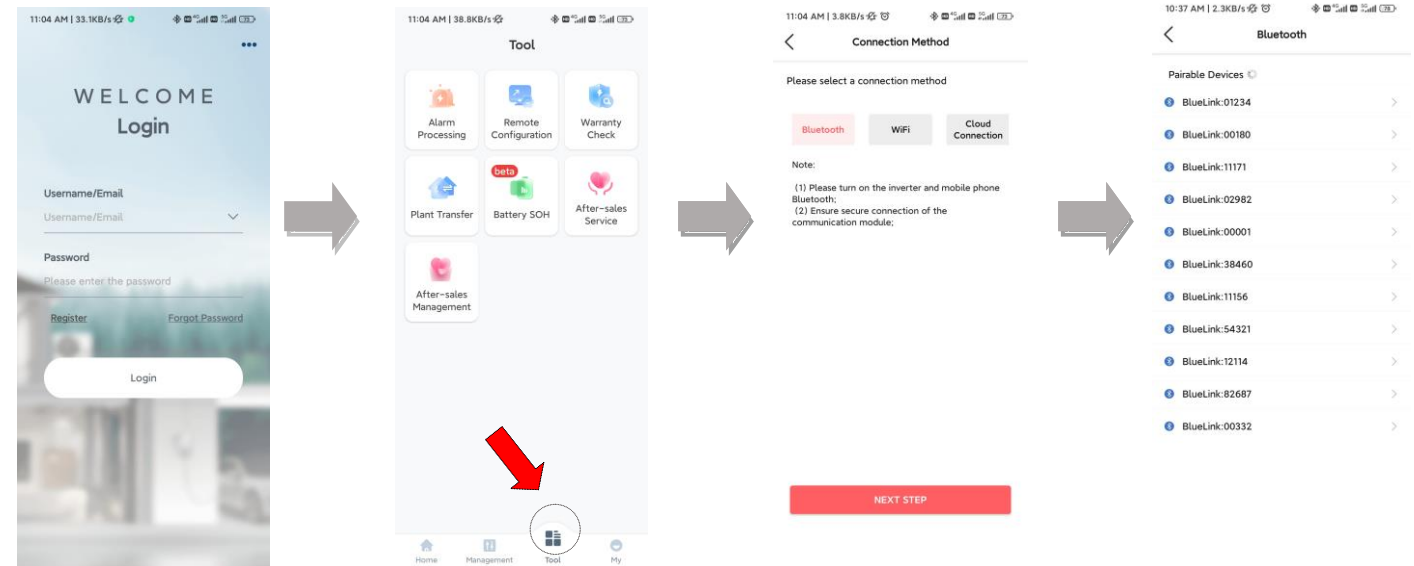 11:04 AM | 33.1KB/s
WELCOME
Login
Username/Email
Username/Email
Password
Please enter the password
Register
Forgot Password
Login
11:04 AM | 38.8KB/s
Tool
Alarm
Processing
Remote
Configuration
Warranty
Check
Plant Transfer
beta
Battery SOH
After-sales
Service
After-sales
Management
Home
Management
Tool
My
11:04 AM | 3.8KB/s
Connection Method
Please select a connection method
Bluetooth
WiFi
Cloud
Connection
Note:
(1) Please turn on the inverter and mobile phone
Bluetooth;
(2) Ensure secure connection of the
communication module;
NEXT STEP
10:37 AM | 2.3KB/s
Bluetooth
Pairable Devices
BlueLink:01234
BlueLink:00180
BlueLink:11171
BlueLink:02982
BlueLink:00001
BlueLink:38460
BlueLink:11156
BlueLink:54321
BlueLink:12114
BlueLink:82687
BlueLink:00332